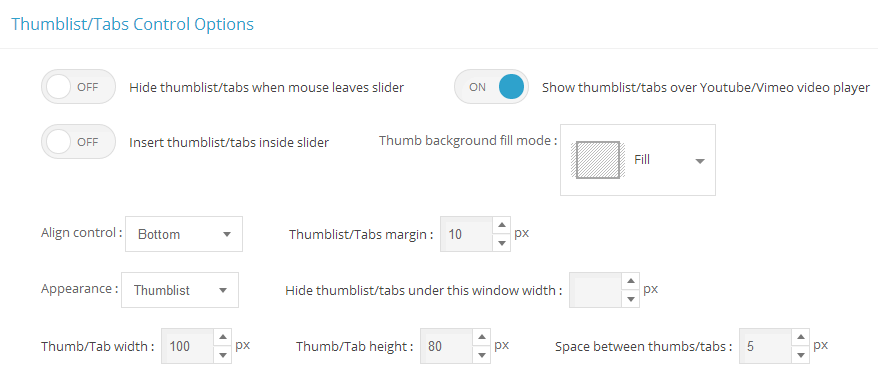 Thumblist/Tabs Control Options
OFF Hide thumblist/tabs when mouse leaves slider ON Show thumblist/tabs over Youtube/Vimeo video player
OFF Insert thumblist/tabs inside slider Thumb background fill mode : Fill
Align control : Bottom Thumblist/Tabs margin : 10 px
Appearance : Thumblist Hide thumblist/tabs under this window width : px
Thumb/Tab width : 100 px Thumb/Tab height : 80 px Space between thumbs/tabs : 5 px